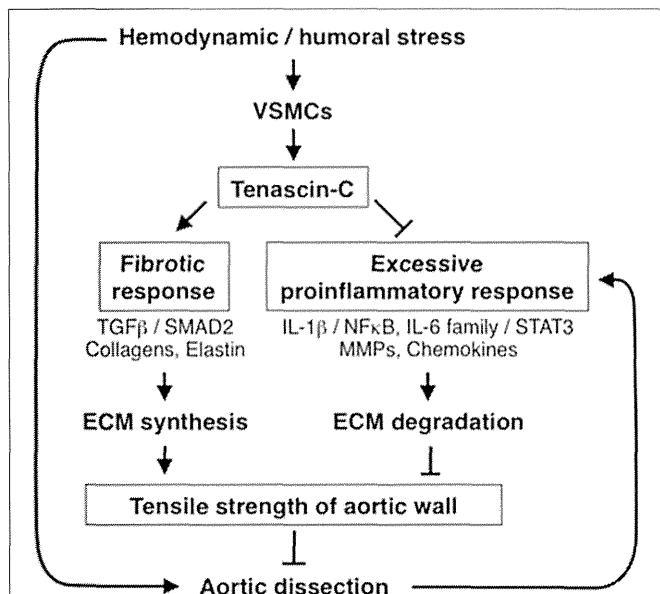 Hemodynamic / humoral stress
VSMCs
Tenascin-C
Fibrotic
response
Excessive
proinflammatory response
TGFβ / SMAD2
Collagens, Elastin
IL-1β / NFκB, IL-6 family / STAT3
MMPs, Chemokines
ECM synthesis
ECM degradation
Tensile strength of aortic wall
Aortic dissection